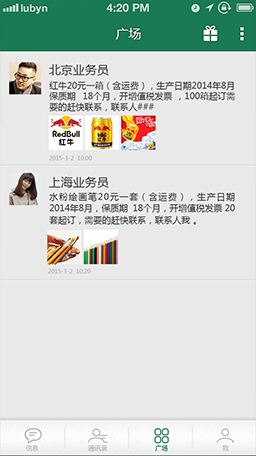 lubyn 4:20 PM
广场
北京业务员
红牛20元一箱（含运费），生产日期2014年8月
保质期 18个月，开增值税发票 ，100箱起订需
要的赶快联系，联系人###
RedBull
红牛
2015-3-2 10:00
上海业务员
水粉绘画笔20元一套（含运费），生产日期
2014年8月，保质期 18个月，开增值税发票 20
套起订，需要的赶快联系，联系人我 。
2015-3-2 10:20
信息 通讯录 广场 我